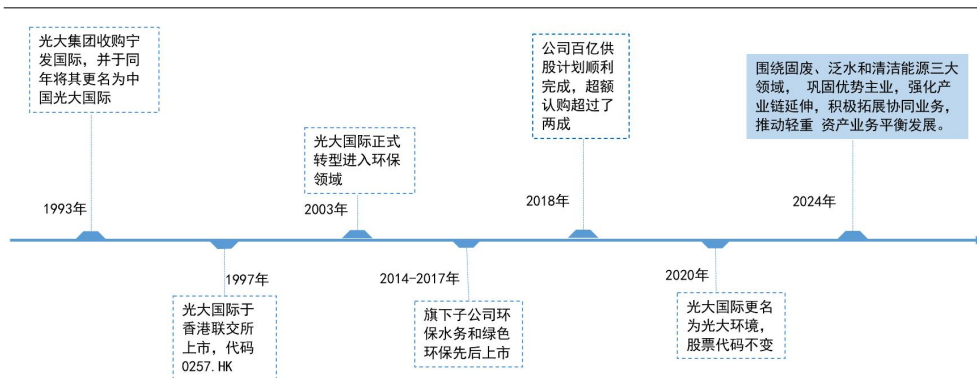 光大集团收购宁
发国际，并于同
年将其更名为中
国光大国际
1993年
1997年
光大国际于
香港联交所
上市，代码
0257.HK
光大国际正式
转型进入环保
领域
2003年
2014-2017年
旗下子公司环
保水务和绿色
环保先后上市
公司百亿供
股计划顺利
完成，超额
认购超过了
两成
2018年
2020年
光大国际更名
为光大环境，
股票代码不变
围绕固废、泛水和清洁能源三大
领域， 巩固优势主业，强化产
业链延伸，积极拓展协同业务，
推动轻重 资产业务平衡发展。
2024年